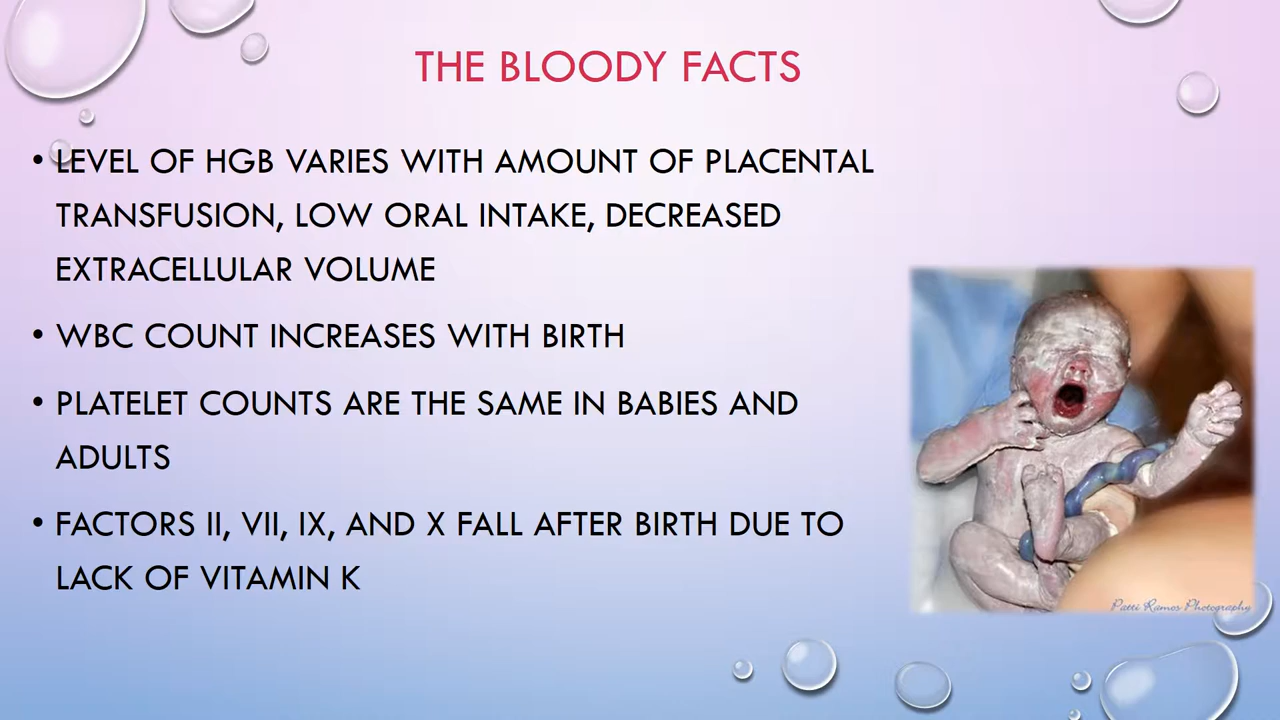 THE BLOODY FACTS
• LEVEL OF HGB VARIES WITH AMOUNT OF PLACENTAL
TRANSFUSION, LOW ORAL INTAKE, DECREASED
EXTRACELLULAR VOLUME
• WBC COUNT INCREASES WITH BIRTH
• PLATELET COUNTS ARE THE SAME IN BABIES AND
ADULTS
• FACTORS II, VII, IX, AND X FALL AFTER BIRTH DUE TO
LACK OF VITAMIN K
Patti Ramos Photography